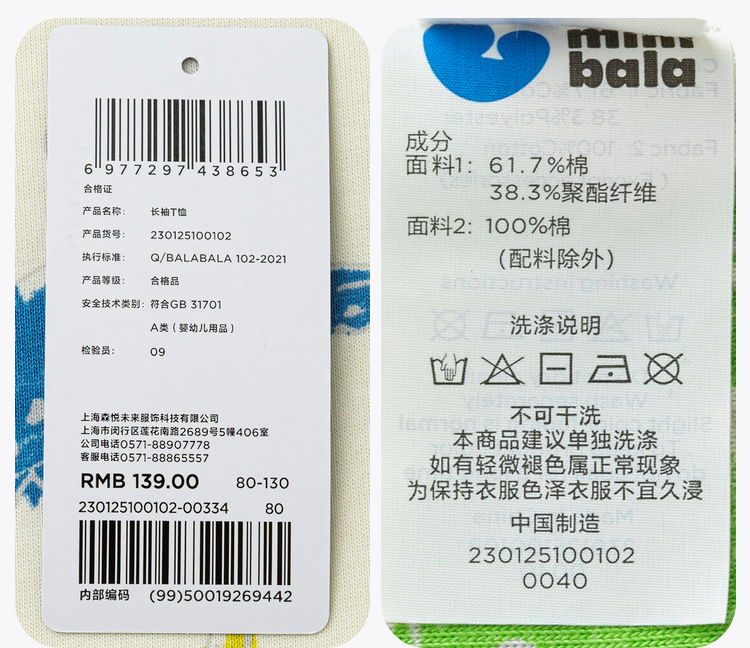 6 977297 438653
合格证
产品名称: 长袖T恤
产品货号: 230125100102
执行标准: Q/BALABALA 102-2021
产品等级: 合格品
安全技术类别: 符合GB 31701
A类 (婴幼儿用品)
检验员: 09
上海森悦未来服饰科技有限公司
上海市闵行区莲花南路2689号5幢406室
公司电话0571-88907778
客服电话0571-88865557
RMB 139.00 80-130
230125100102-00334 80
内部编码 (99)50019269442
mini
bala
成分
面料1: 61.7%棉
38.3%聚酯纤维
面料2: 100%棉
(配料除外)
洗涤说明
不可干洗
本商品建议单独洗涤
如有轻微褪色属正常现象
为保持衣服色泽衣服不宜久浸
中国制造
230125100102
0040